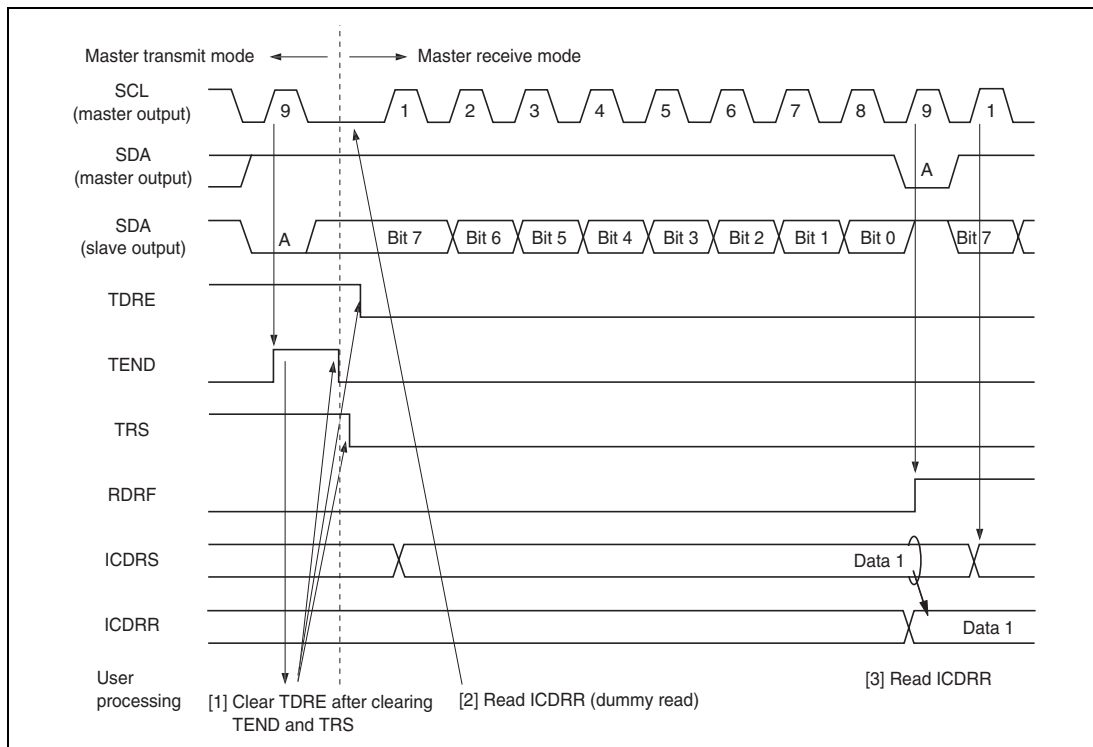 Master transmit mode Master receive mode
SCL
(master output) 9 1 2 3 4 5 6 7 8 9 1
SDA
(master output) A
SDA
(slave output) A Bit 7 Bit 6 Bit 5 Bit 4 Bit 3 Bit 2 Bit 1 Bit 0 Bit 7
TDRE
TEND
TRS
RDRF
ICDRS Data 1
ICDRR Data 1
User
processing
[1] Clear TDRE after clearing
TEND and TRS
[2] Read ICDRR (dummy read)
[3] Read ICDRR